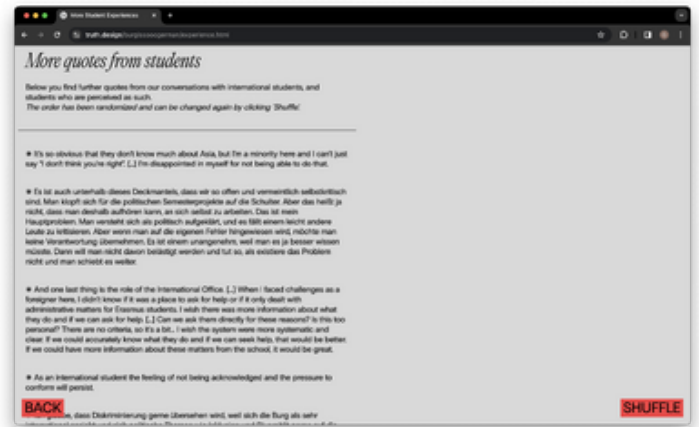 More Student Experiences
truth.design/burg/sosexgerman/experience.html
More quotes from students
Below you find further quotes from our conversations with international students, and
students who are perceived as such.
The order has been randomized and can be changed again by clicking 'Shuffle'.
✷ It's so obvious that they don't know much about Asia, but I'm a minority here and I can't just
say "I don't think you're right". [...] I'm disappointed in myself for not being able to do that.
✷ Es ist auch unterhalb dieses Deckmantels, dass wir so offen und vermeintlich selbstkritisch
sind. Man klopft sich für die politischen Semesterprojekte auf die Schulter. Aber das heißt ja
nicht, dass man deshalb aufhören kann, an sich selbst zu arbeiten. Das ist mein
Hauptproblem. Man versteht sich als politisch aufgeklärt, und es fällt einem leicht andere
Leute zu kritisieren. Aber wenn man auf die eigenen Fehler hingewiesen wird, möchte man
keine Verantwortung übernehmen. Es ist einem unangenehm, weil man es ja besser wissen
müsste. Dann will man nicht davon belästigt werden und tut so, als existiere das Problem
nicht und man schiebt es weiter.
✷ And one last thing is the role of the International Office. [...] When I faced challenges as a
foreigner here, I didn't know if it was a place to ask for help or if it only dealt with
administrative matters for Erasmus students. I wish there was more information about what
they do and if we can ask for help. [...] Can we ask them directly for these reasons? Is this too
personal? There are no criteria, so it's a bit... I wish the system were more systematic and
clear. If we could accurately know what they do and if we can seek help, that would be better.
If we could have more information about these matters from the school, it would be great.
✷ As an international student the feeling of not being acknowledged and the pressure to
conform will persist.
BACK
dass Diskriminierung gerne übersehen wird, weil sich die Burg als sehr
SHUFFLE